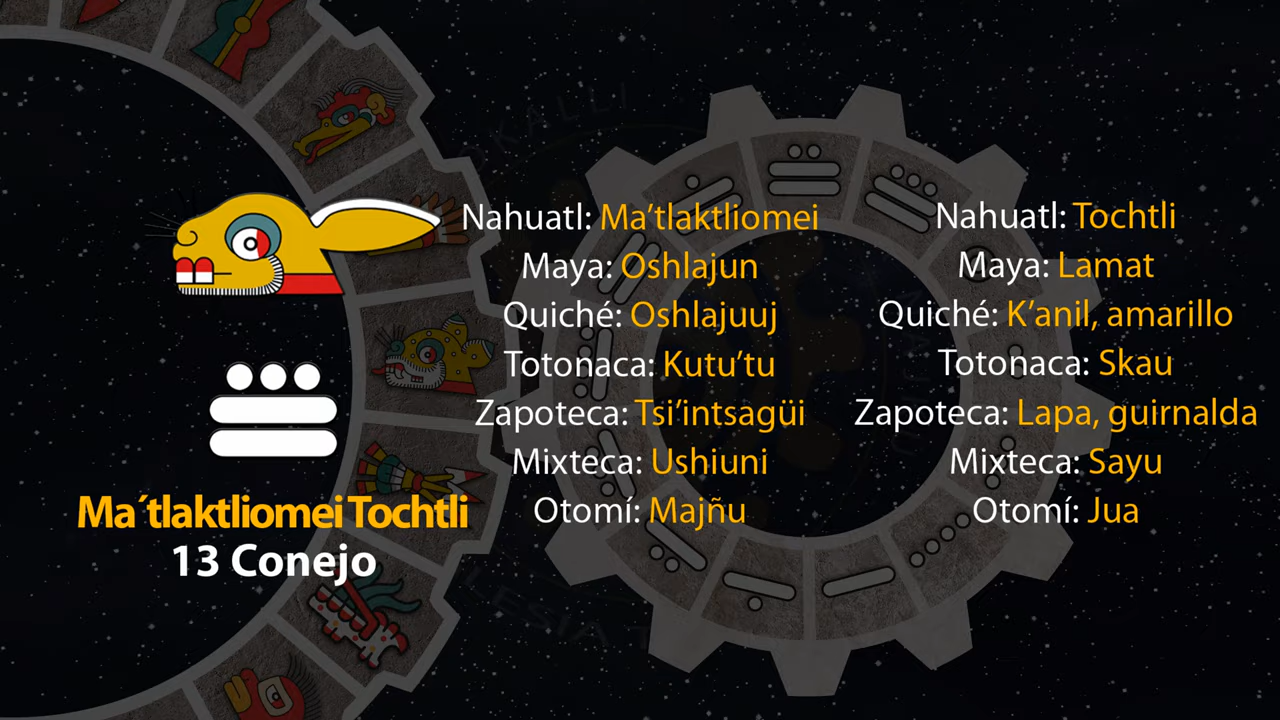 Nahuatl: Ma’tlaktliomei
Maya: Oshlajun
Quiché: Oshlajuuj
Totonaca: Kutu’tu
Zapoteca: Tsi’intsagüi
Mixteca: Ushiuni
Otomí: Majñu
Nahuatl: Tochtli
Maya: Lamat
Quiché: K’anil, amarillo
Totonaca: Skau
Zapoteca: Lapa, guirnalda
Mixteca: Sayu
Otomí: Jua
Ma´tlaktliomei Tochtli
13 Conejo